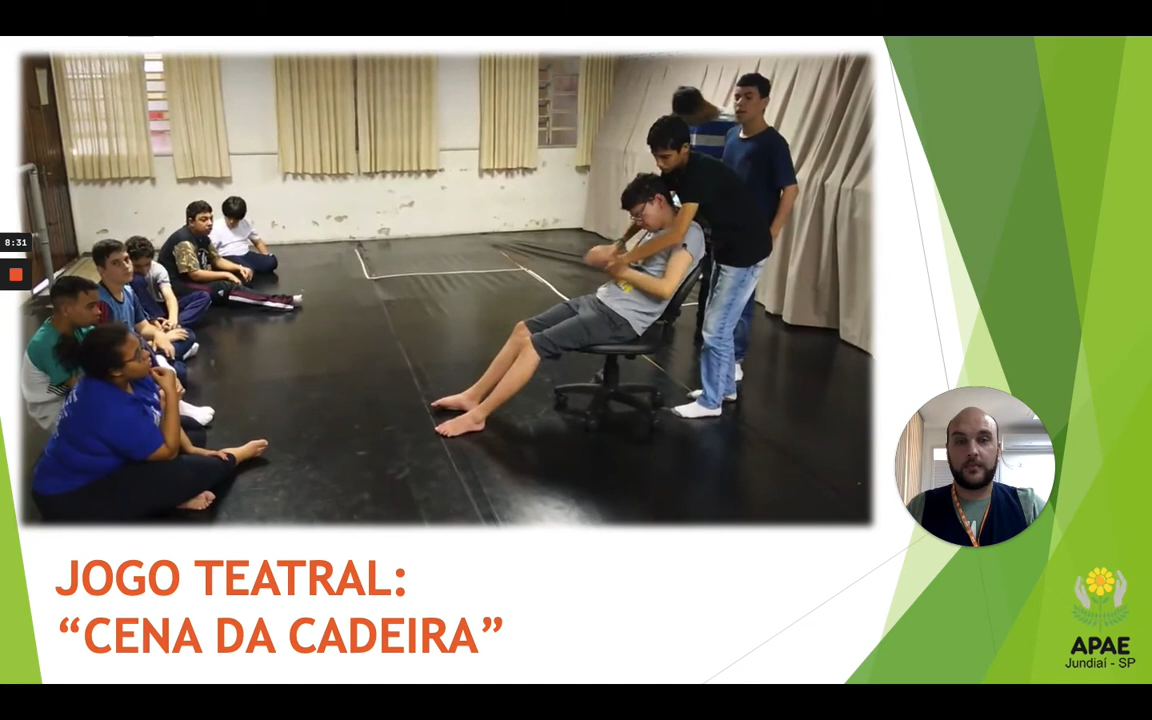 8:31
JOGO TEATRAL:
“CENA DA CADEIRA”
APAE
Jundiaí - SP